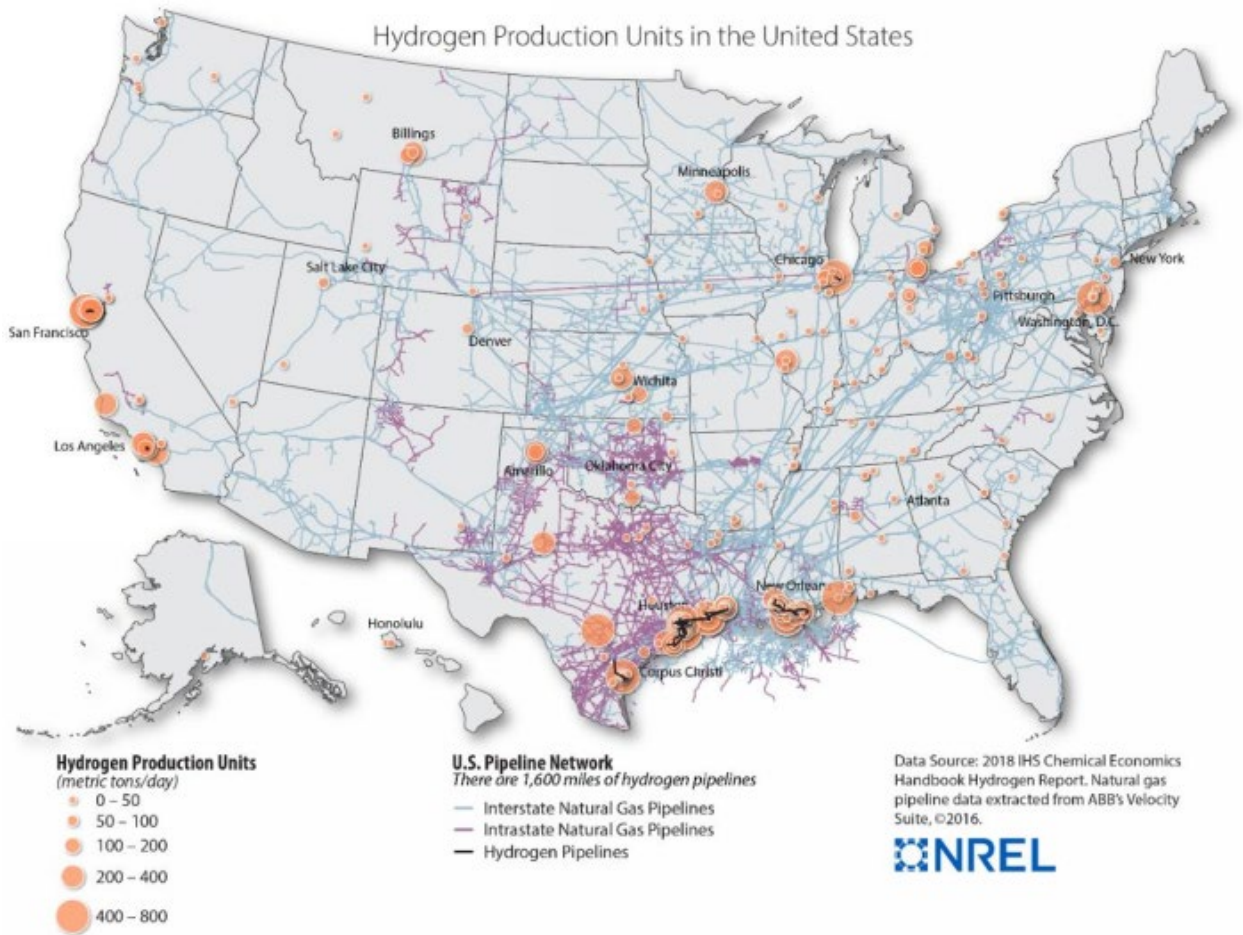 Hydrogen Production Units in the United States
Billings
Minneapolis
Chicago
New York
Salt Lake City
Pittsburgh
San Francisco
Washington, D.C.
Denver
Wichita
Los Angeles
Amarillo
Oklahoma City
Atlanta
New Orlean
Houston
Honolulu
Corpus Christi
Hydrogen Production Units
(metric tons/day)
0 – 50
50 – 100
100 – 200
200 – 400
400 – 800
U.S. Pipeline Network
There are 1,600 miles of hydrogen pipelines
Interstate Natural Gas Pipelines
Intrastate Natural Gas Pipelines
Hydrogen Pipelines
Data Source: 2018 IHS Chemical Economics
Handbook Hydrogen Report. Natural gas
pipeline data extracted from ABB's Velocity
Suite, ©2016.
NREL